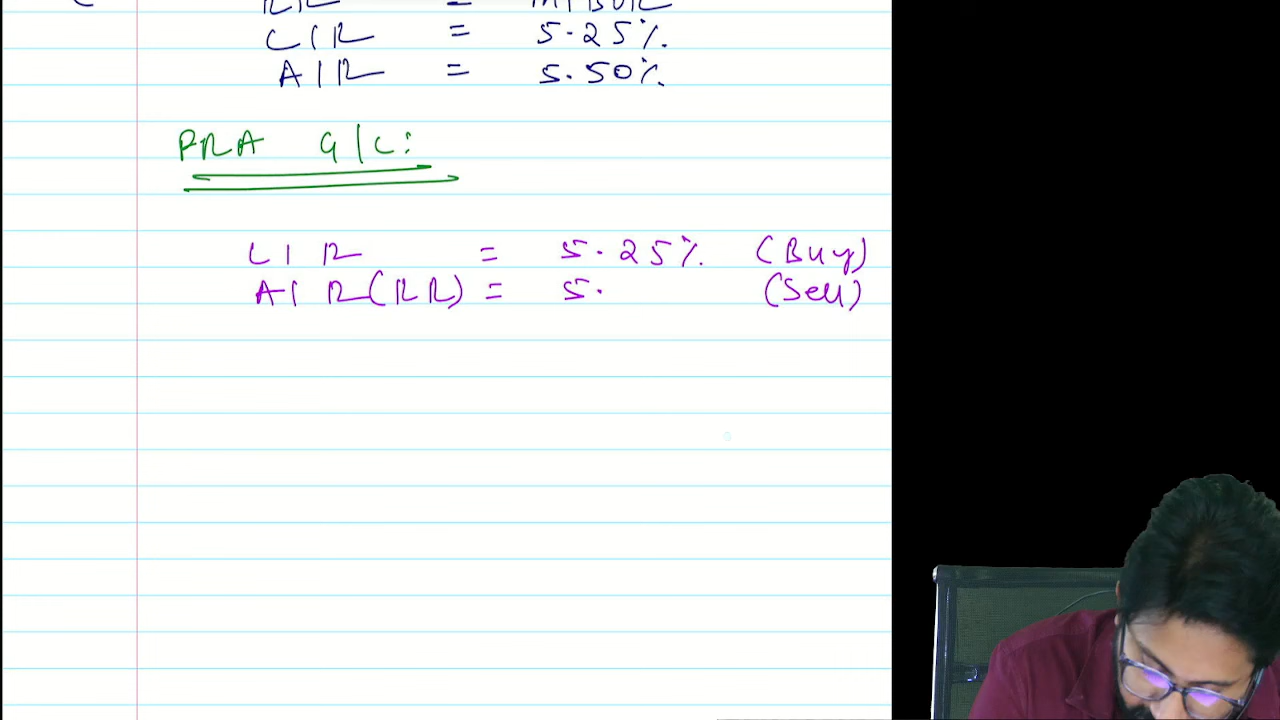 CIR = 5.25%
AIR = 5.50%
FRA G/L:
CIR = 5.25% (Buy)
AIR(RR) = 5. (Sell)